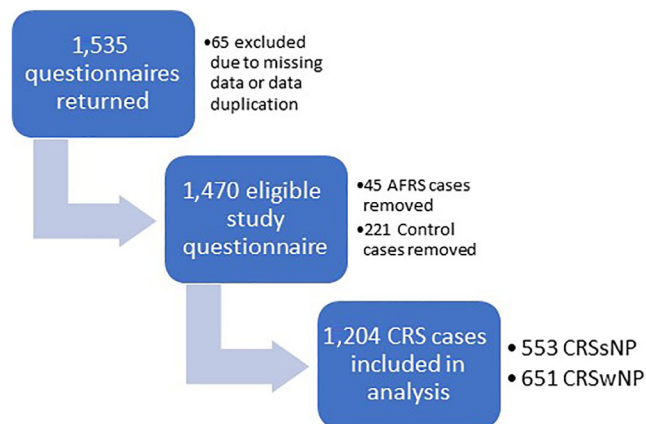 1,535
questionnaires
returned
•65 excluded
due to missing
data or data
duplication
1,470 eligible
study
questionnaire
•45 AFRS cases
removed
•221 Control
cases removed
1,204 CRS cases
included in
analysis
• 553 CRSsNP
• 651 CRSwNP